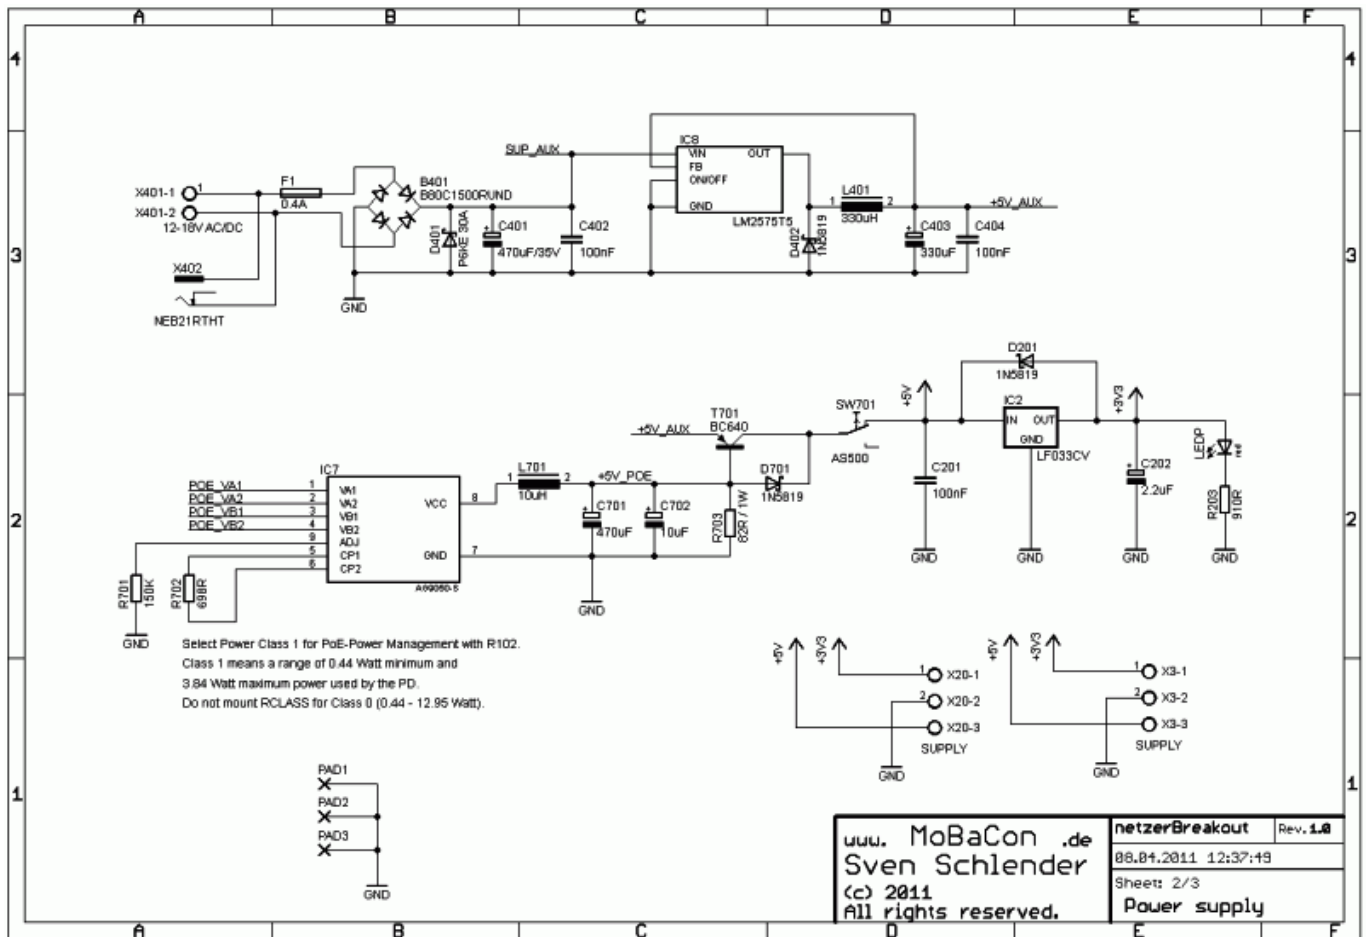 A B C D E F
4 4
IC8
SUP_AUX
VIN OUT
FB
ON/OFF
GND
LM2575T5
X401-1 1
X401-2 2
12-18V AC/DC
F1
0.4A
B401
B80C1500RUND
D401
P6KE 30A
C401
470uF/35V
C402
100nF
D402
1N5819
L401
1 2
330uH
+5V_AUX
C403
330uF
C404
100nF
3 3
X402
NEB21RTHT
GND
D201
1N5819
+5V
IC2
IN OUT
GND
LF033CV
+3V3
T701
BC640
SW701
AS500
+5V_AUX
LEDP
red
C201
100nF
C202
2.2uF
R203
910R
GND
GND
GND
GND
IC7
POE_VA1 1 VA1
POE_VA2 2 VA2
POE_VB1 3 VB1
POE_VB2 4 VB2
9 ADJ
5 CP1
6 CP2
VCC 8
GND 7
L701
1 2
10uH
+5V_POE
C701
470uF
C702
10uF
R703
82R / 1W
D701
1N5819
2 2
R701
150K
R702
698R
GND
GND
Select Power Class 1 for PoE-Power Management with R102.
Class 1 means a range of 0.44 Watt minimum and
3.84 Watt maximum power used by the PD.
Do not mount RCLASS for Class 0 (0.44 - 12.95 Watt).
+5V
+3V3
1 X20-1
2 X20-2
3 X20-3
SUPPLY
GND
+5V
+3V3
1 X3-1
2 X3-2
3 X3-3
SUPPLY
GND
1 1
PAD1
PAD2
PAD3
GND
www. MoBaCon .de
Sven Schlender
(c) 2011
All rights reserved.
netzerBreakout Rev. 1.0
08.04.2011 12:37:49
Sheet: 2/3
Power supply
A B C D E F